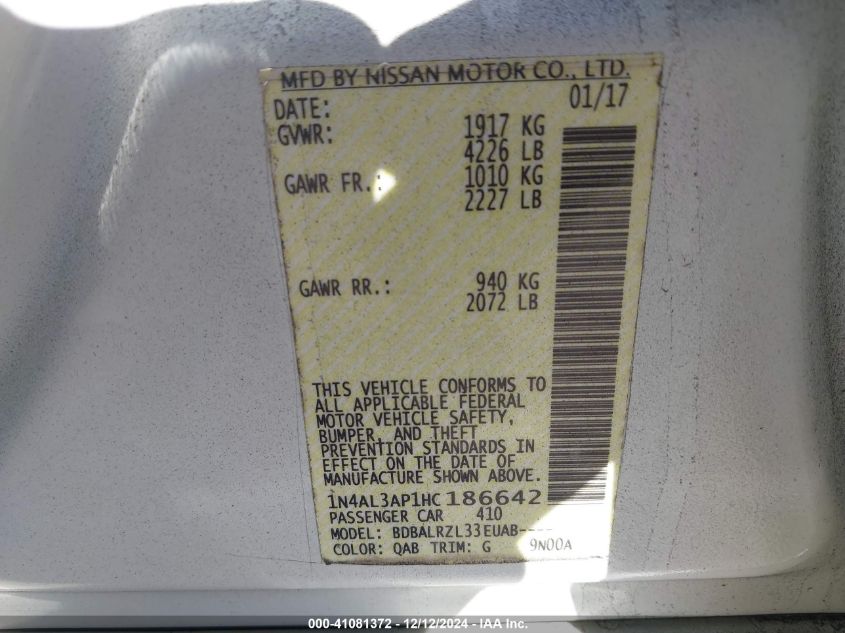 MFD BY NISSAN MOTOR CO., LTD.
DATE: 01/17
GVWR: 1917 KG
4226 LB
GAWR FR.: 1010 KG
2227 LB
GAWR RR.: 940 KG
2072 LB
THIS VEHICLE CONFORMS TO
ALL APPLICABLE FEDERAL
MOTOR VEHICLE SAFETY,
BUMPER, AND THEFT
PREVENTION STANDARDS IN
EFFECT ON THE DATE OF
MANUFACTURE SHOWN ABOVE.
1N4AL3AP1HC186642
PASSENGER CAR 410
MODEL: BDBALRZL33EUAB----
COLOR: QAB TRIM: G 9N00A
000-41081372 - 12/12/2024 - IAA Inc.